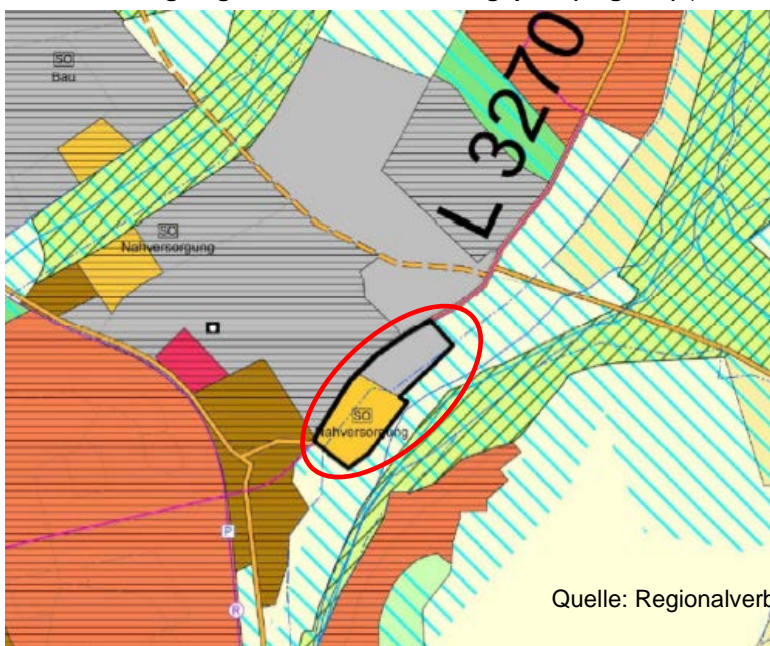 SO
Bau
L 3270
SO
Nahversorgung
SO
Nahversorgung
P
R
Quelle: Regionalverb